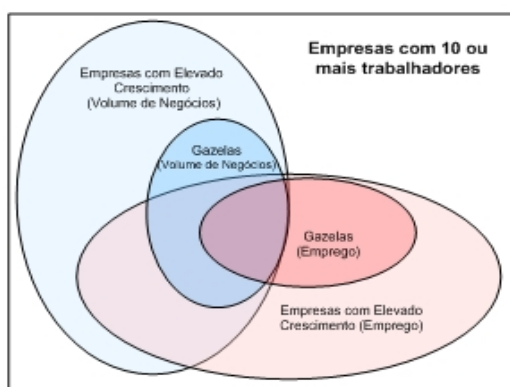 Empresas com 10 ou
mais trabalhadores
Empresas com Elevado
Crescimento
(Volume de Negócios)
Gazelas
(Volume de Negócios)
Gazelas
(Emprego)
Empresas com Elevado
Crescimento (Emprego)